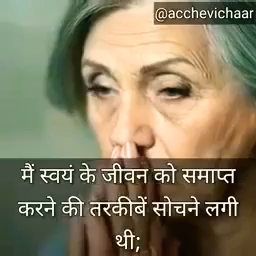 @acchevichaar
मैं स्वयं के जीवन को समाप्त
करने की तरकीबें सोचने लगी
थी;